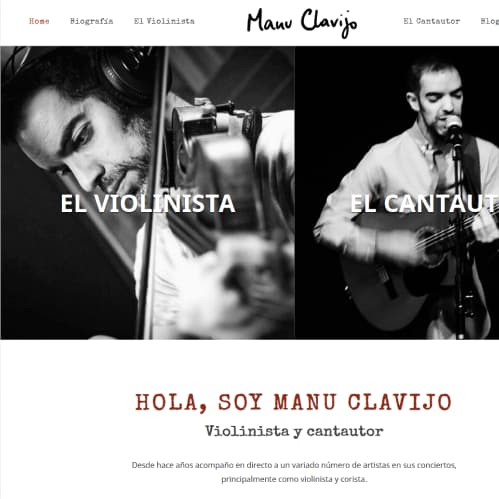 Home Biografía El Violinista Manu Clavijo El Cantautor Blog
EL VIOLINISTA EL CANTAUT
HOLA, SOY MANU CLAVIJO
Violinista y cantautor
Desde hace años acompaño en directo a un variado número de artistas en sus conciertos,
principalmente como violinista y corista.